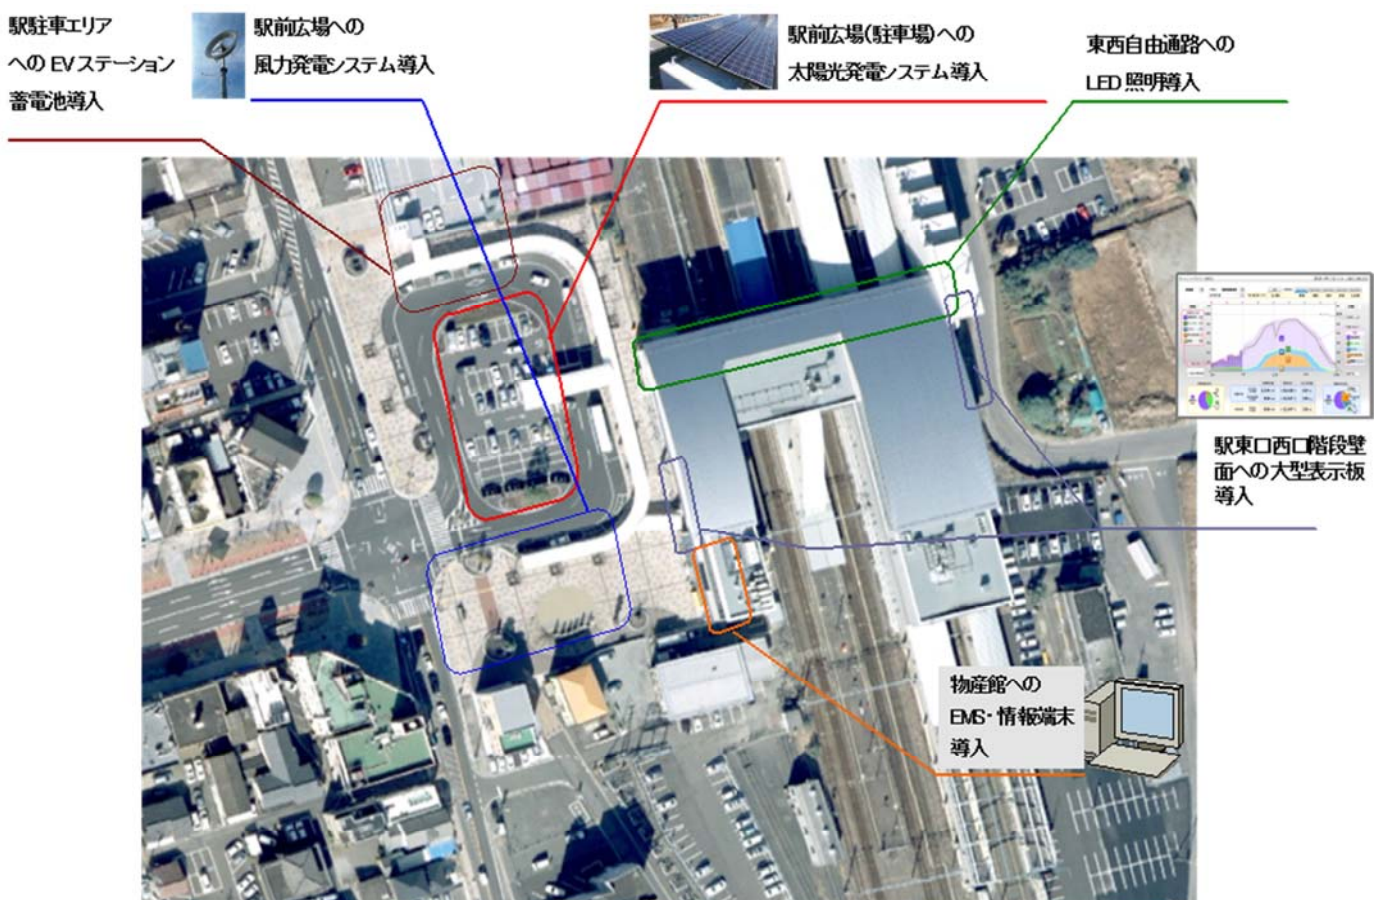 駅駐車エリア
への EV ステーション
蓄電池導入
駅前広場への
風力発電システム導入
駅前広場(駐車場)への
太陽光発電システム導入
東西自由通路への
LED 照明導入
駅東口西口階段壁
面への大型表示板
導入
物産館への
EMS・情報端末
導入